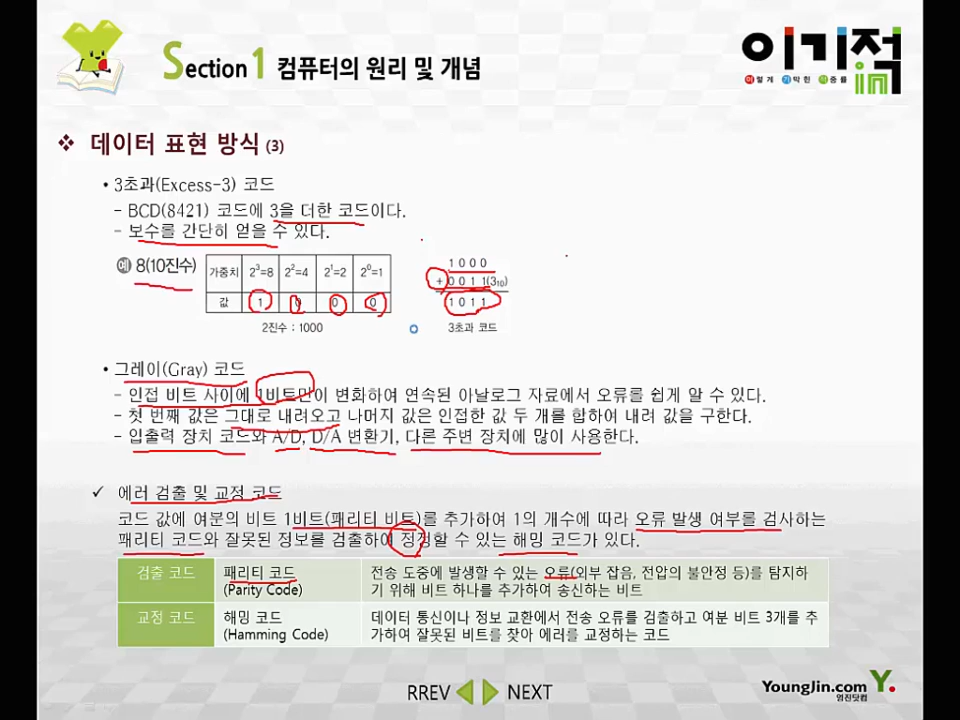 Section 1 컴퓨터의 원리 및 개념
이기적in
이렇게 기막힌 적중률
❖ 데이터 표현 방식 (3)
• 3초과(Excess-3) 코드
- BCD(8421) 코드에 3을 더한 코드이다.
- 보수를 간단히 얻을 수 있다.
예 8(10진수)
가중치 2³=8 2²=4 2¹=2 2⁰=1
값 1 0 0 0
2진수 : 1000
1 0 0 0
+ 0 0 1 1(3₁₀)
1 0 1 1
3초과 코드
• 그레이(Gray) 코드
- 인접 비트 사이에 1비트만이 변화하여 연속된 아날로그 자료에서 오류를 쉽게 알 수 있다.
- 첫 번째 값은 그대로 내려오고 나머지 값은 인접한 값 두 개를 합하여 내려 값을 구한다.
- 입출력 장치 코드와 A/D, D/A 변환기, 다른 주변 장치에 많이 사용한다.
✓ 에러 검출 및 교정 코드
코드 값에 여분의 비트 1비트(패리티 비트)를 추가하여 1의 개수에 따라 오류 발생 여부를 검사하는
패리티 코드와 잘못된 정보를 검출하여 정정할 수 있는 해밍 코드가 있다.
검출 코드 패리티 코드 (Parity Code) 전송 도중에 발생할 수 있는 오류(외부 잡음, 전압의 불안정 등)를 탐지하
기 위해 비트 하나를 추가하여 송신하는 비트
교정 코드 해밍 코드 (Hamming Code) 데이터 통신이나 정보 교환에서 전송 오류를 검출하고 여분 비트 3개를 추
가하여 잘못된 비트를 찾아 에러를 교정하는 코드
RREV NEXT
YoungJin.com Y.
영진닷컴